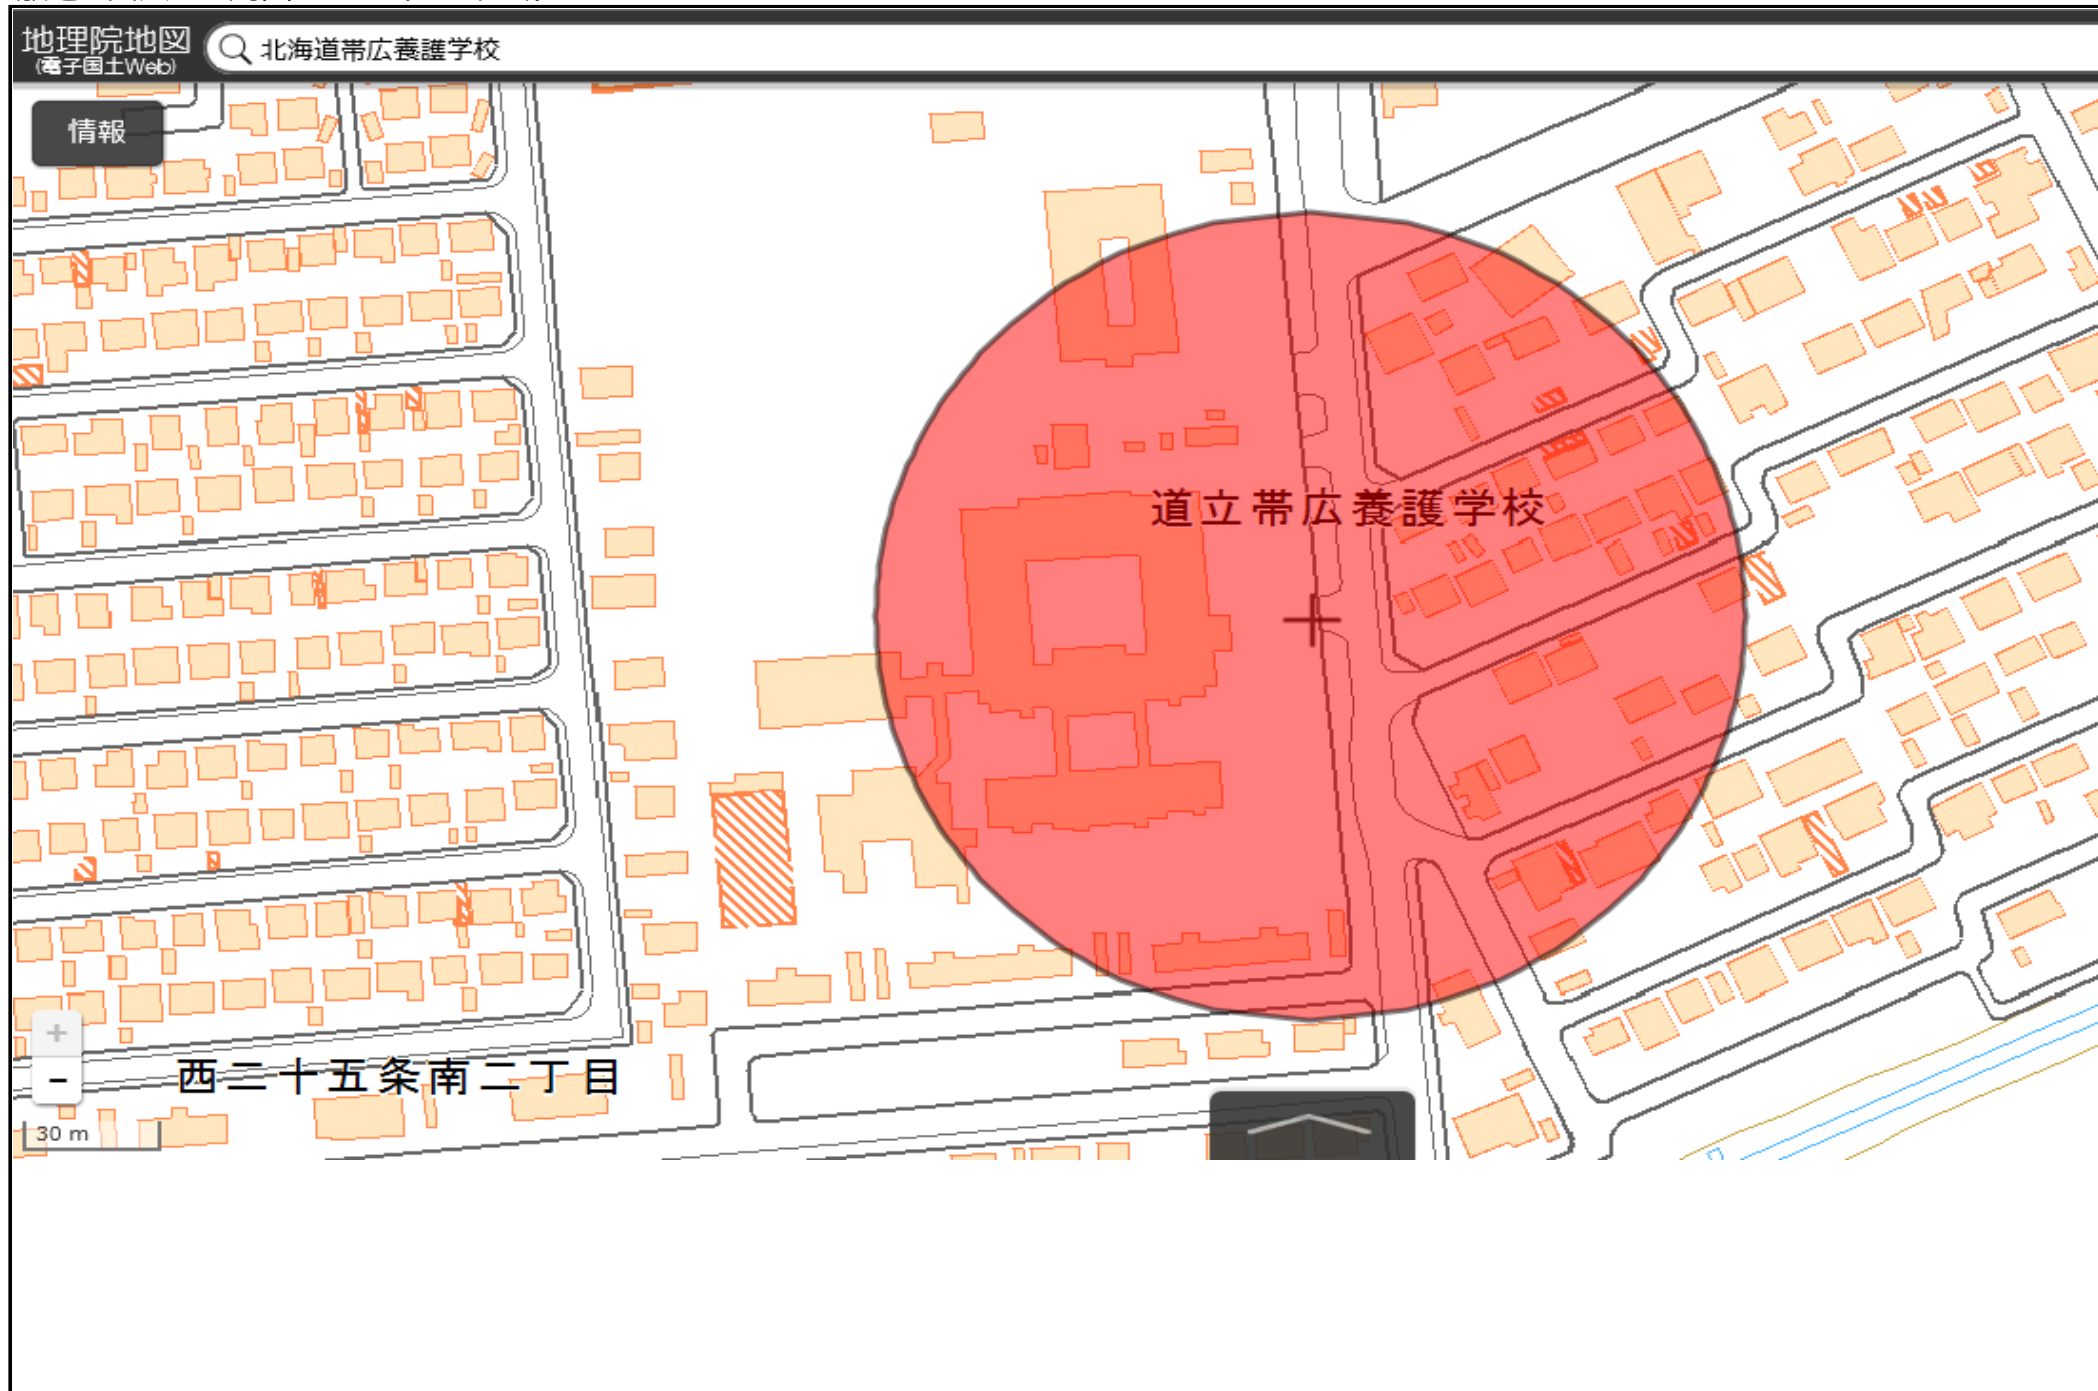 地理院地図
(電子国土Web)
北海道帯広養護学校
情報
道立帯広養護学校
+
−
西二十五条南二丁目
30 m